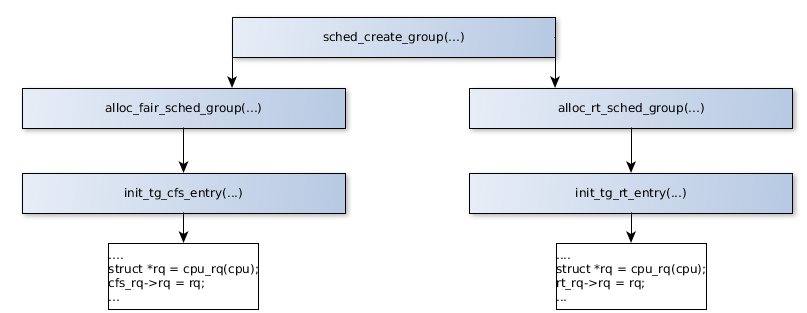 sched_create_group(...)
alloc_fair_sched_group(...)
alloc_rt_sched_group(...)
init_tg_cfs_entry(...)
init_tg_rt_entry(...)
....
struct *rq = cpu_rq(cpu);
cfs_rq->rq = rq;
...
....
struct *rq = cpu_rq(cpu);
rt_rq->rq = rq;
...